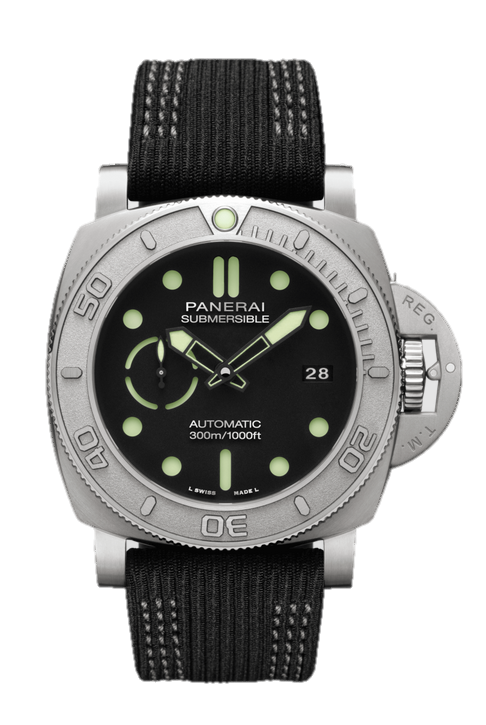 PANERAI
SUBMERSIBLE
28
AUTOMATIC
300m/1000ft
L SWISS MADE L
50
40
30
20
REG.
T.M.